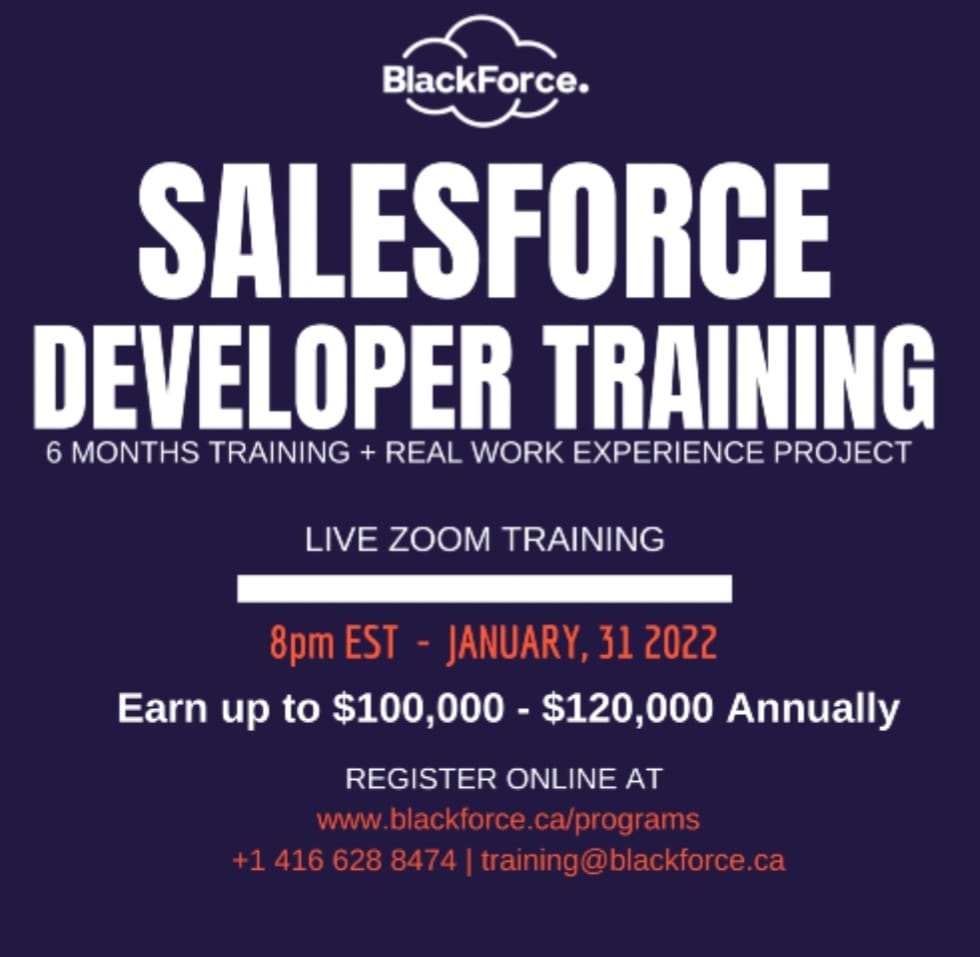 BlackForce.
SALESFORCE
DEVELOPER TRAINING
6 MONTHS TRAINING + REAL WORK EXPERIENCE PROJECT
LIVE ZOOM TRAINING
8pm EST - JANUARY, 31 2022
Earn up to $100,000 - $120,000 Annually
REGISTER ONLINE AT
www.blackforce.ca/programs
+1 416 628 8474 | training@blackforce.ca